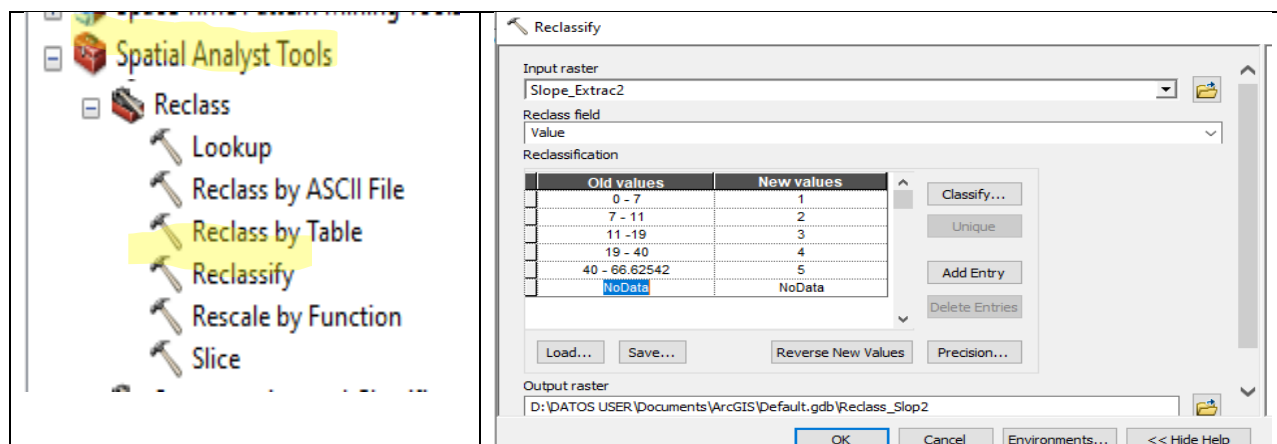 Spatial Analyst Tools
Reclass
Lookup
Reclass by ASCII File
Reclass by Table
Reclassify
Rescale by Function
Slice
Reclassify
Input raster
Slope_Extrac2
Reclass field
Value
Reclassification
Old values New values
0 - 7 1
7 - 11 2
11 -19 3
19 - 40 4
40 - 66.62542 5
NoData NoData
Classify...
Unique
Add Entry
Delete Entries
Load... Save... Reverse New Values Precision...
Output raster
D:\DATOS USER\Documents\ArcGIS\Default.gdb\Reclass_Slop2
OK Cancel Environments... << Hide Help